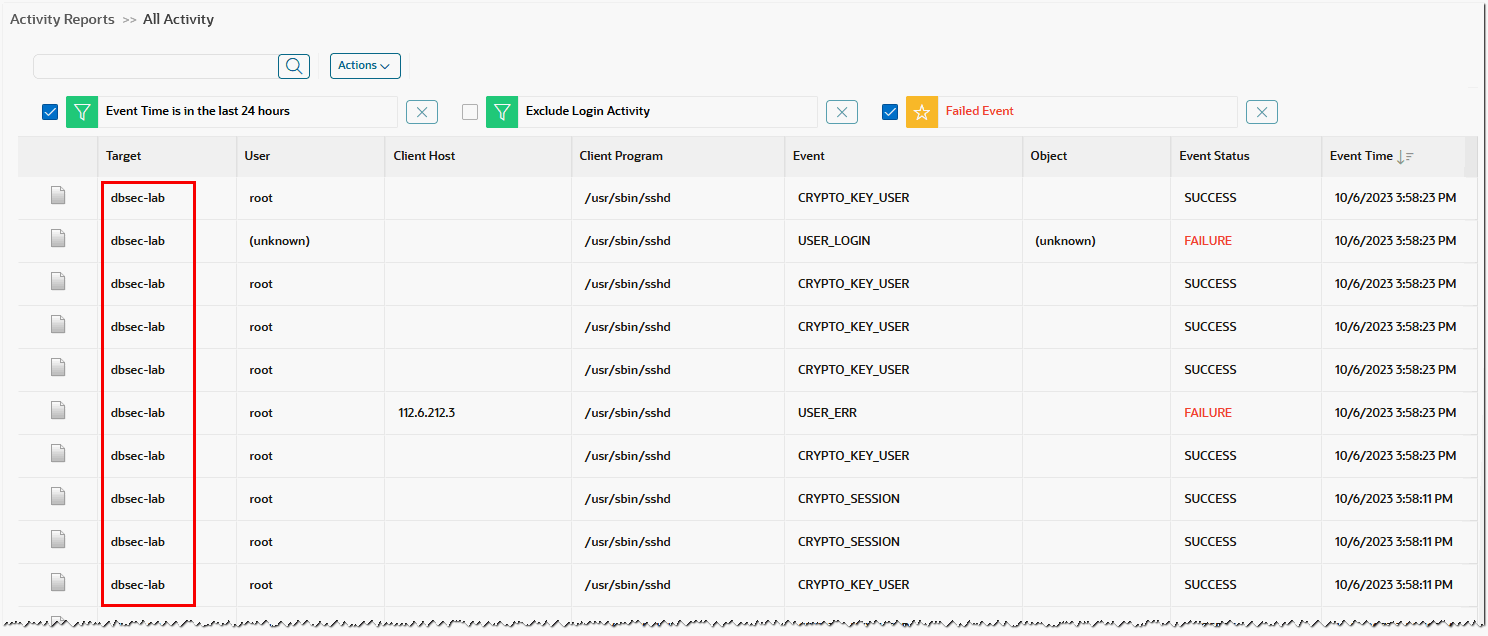 Activity Reports >> All Activity
Actions
Event Time is in the last 24 hours Exclude Login Activity Failed Event
Target User Client Host Client Program Event Object Event Status Event Time
dbsec-lab root /usr/sbin/sshd CRYPTO_KEY_USER SUCCESS 10/6/2023 3:58:23 PM
dbsec-lab (unknown) /usr/sbin/sshd USER_LOGIN (unknown) FAILURE 10/6/2023 3:58:23 PM
dbsec-lab root /usr/sbin/sshd CRYPTO_KEY_USER SUCCESS 10/6/2023 3:58:23 PM
dbsec-lab root /usr/sbin/sshd CRYPTO_KEY_USER SUCCESS 10/6/2023 3:58:23 PM
dbsec-lab root /usr/sbin/sshd CRYPTO_KEY_USER SUCCESS 10/6/2023 3:58:23 PM
dbsec-lab root 112.6.212.3 /usr/sbin/sshd USER_ERR FAILURE 10/6/2023 3:58:23 PM
dbsec-lab root /usr/sbin/sshd CRYPTO_KEY_USER SUCCESS 10/6/2023 3:58:23 PM
dbsec-lab root /usr/sbin/sshd CRYPTO_SESSION SUCCESS 10/6/2023 3:58:11 PM
dbsec-lab root /usr/sbin/sshd CRYPTO_SESSION SUCCESS 10/6/2023 3:58:11 PM
dbsec-lab root /usr/sbin/sshd CRYPTO_KEY_USER SUCCESS 10/6/2023 3:58:11 PM